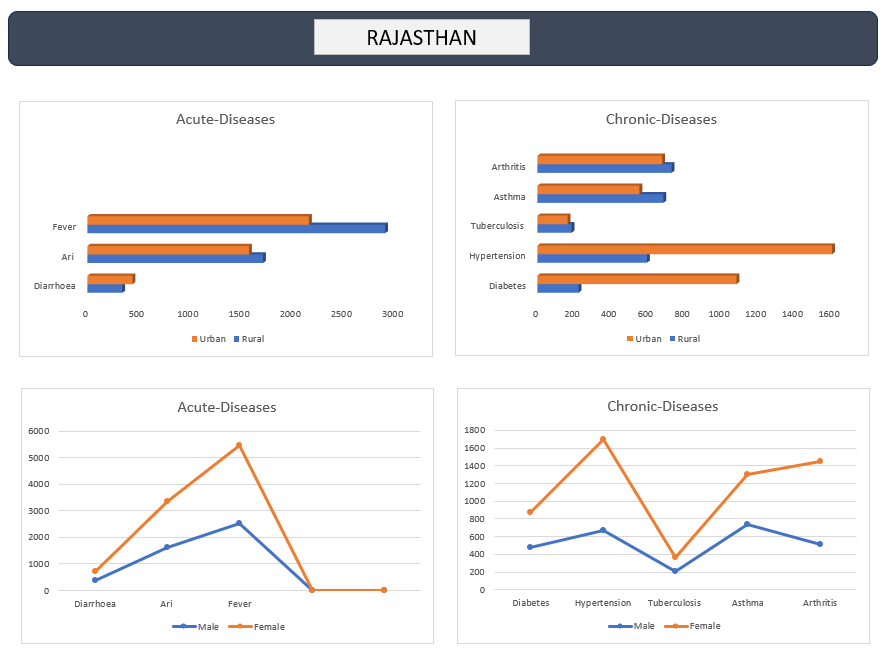 RAJASTHAN
Acute-Diseases
Fever
Ari
Diarrhoea
0 500 1000 1500 2000 2500 3000
Urban Rural
Chronic-Diseases
Arthritis
Asthma
Tuberculosis
Hypertension
Diabetes
0 200 400 600 800 1000 1200 1400 1600
Urban Rural
Acute-Diseases
6000
5000
4000
3000
2000
1000
0
Diarrhoea Ari Fever
Male Female
Chronic-Diseases
1800
1600
1400
1200
1000
800
600
400
200
0
Diabetes Hypertension Tuberculosis Asthma Arthritis
Male Female